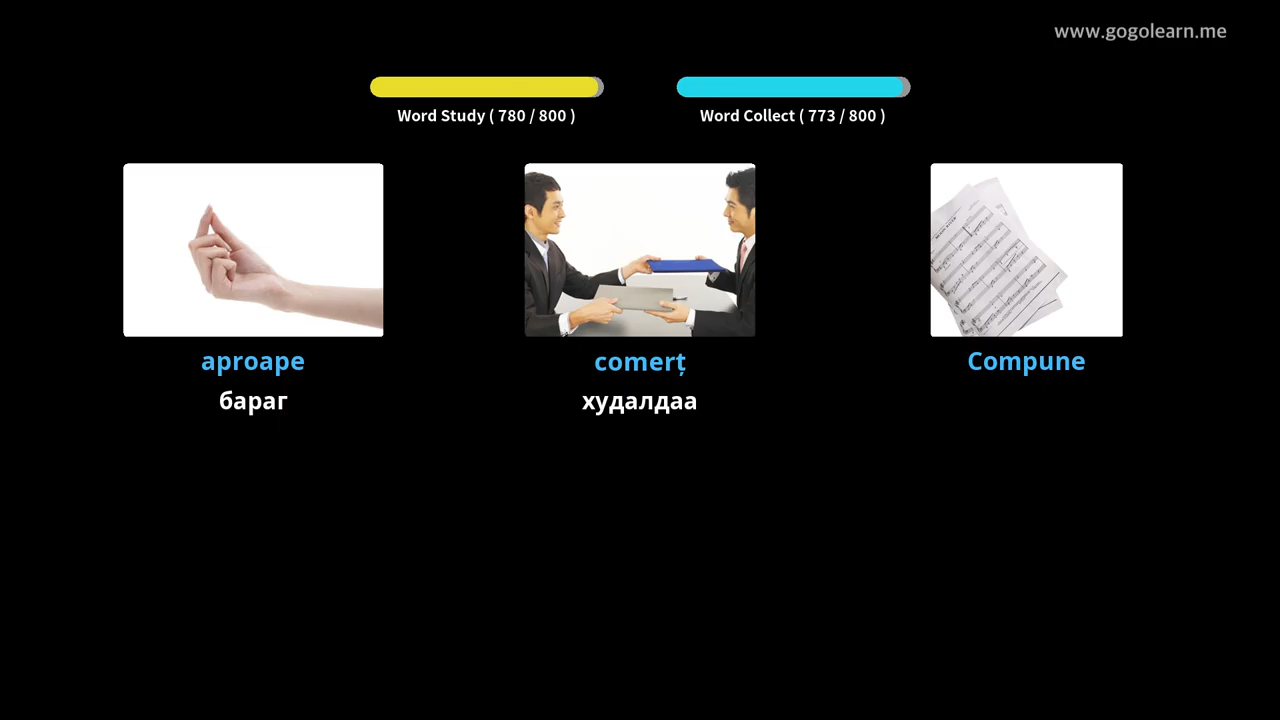 www.gogolearn.me
Word Study ( 780 / 800 )
Word Collect ( 773 / 800 )
aproape
comerț
Compune
бараг
худалдаа